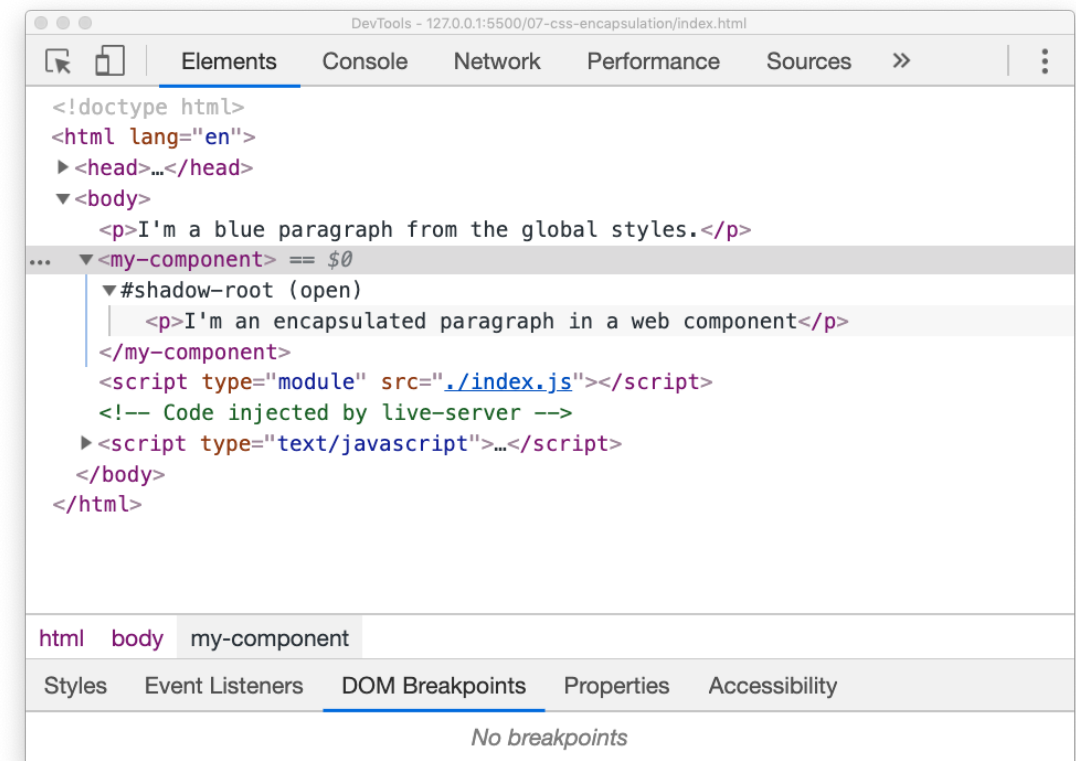 DevTools - 127.0.0.1:5500/07-css-encapsulation/index.html
Elements Console Network Performance Sources »
<!doctype html>
<html lang="en">
<head>…</head>
<body>
<p>I'm a blue paragraph from the global styles.</p>
… <my-component> == $0
#shadow-root (open)
<p>I'm an encapsulated paragraph in a web component</p>
</my-component>
<script type="module" src="./index.js"></script>
<!-- Code injected by live-server -->
<script type="text/javascript">…</script>
</body>
</html>
html body my-component
Styles Event Listeners DOM Breakpoints Properties Accessibility
No breakpoints